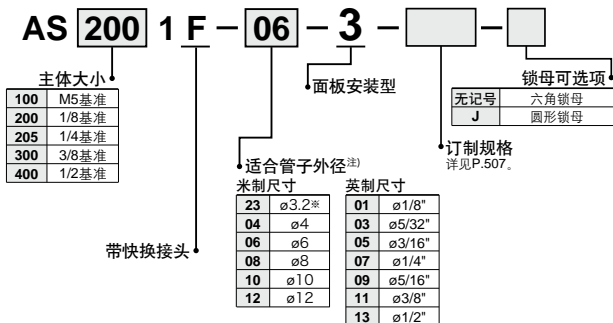 AS 200 1 F - 06 - 3 - -
主体大小
100 M5基准
200 1/8基准
205 1/4基准
300 3/8基准
400 1/2基准
带快换接头
适合管子外径注)
米制尺寸
23 ø3.2※
04 ø4
06 ø6
08 ø8
10 ø10
12 ø12
英制尺寸
01 ø1/8"
03 ø5/32"
05 ø3/16"
07 ø1/4"
09 ø5/16"
11 ø3/8"
13 ø1/2"
面板安装型
订制规格
详见P.507。
锁母可选项
无记号 六角锁母
J 圆形锁母